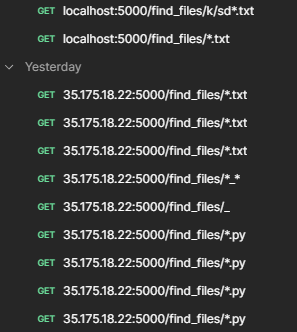 GET localhost:5000/find_files/k/sd*.txt
GET localhost:5000/find_files/*.txt
Yesterday
GET 35.175.18.22:5000/find_files/*.txt
GET 35.175.18.22:5000/find_files/*.txt
GET 35.175.18.22:5000/find_files/*.txt
GET 35.175.18.22:5000/find_files/*_*
GET 35.175.18.22:5000/find_files/_
GET 35.175.18.22:5000/find_files/*.py
GET 35.175.18.22:5000/find_files/*.py
GET 35.175.18.22:5000/find_files/*.py
GET 35.175.18.22:5000/find_files/*.py